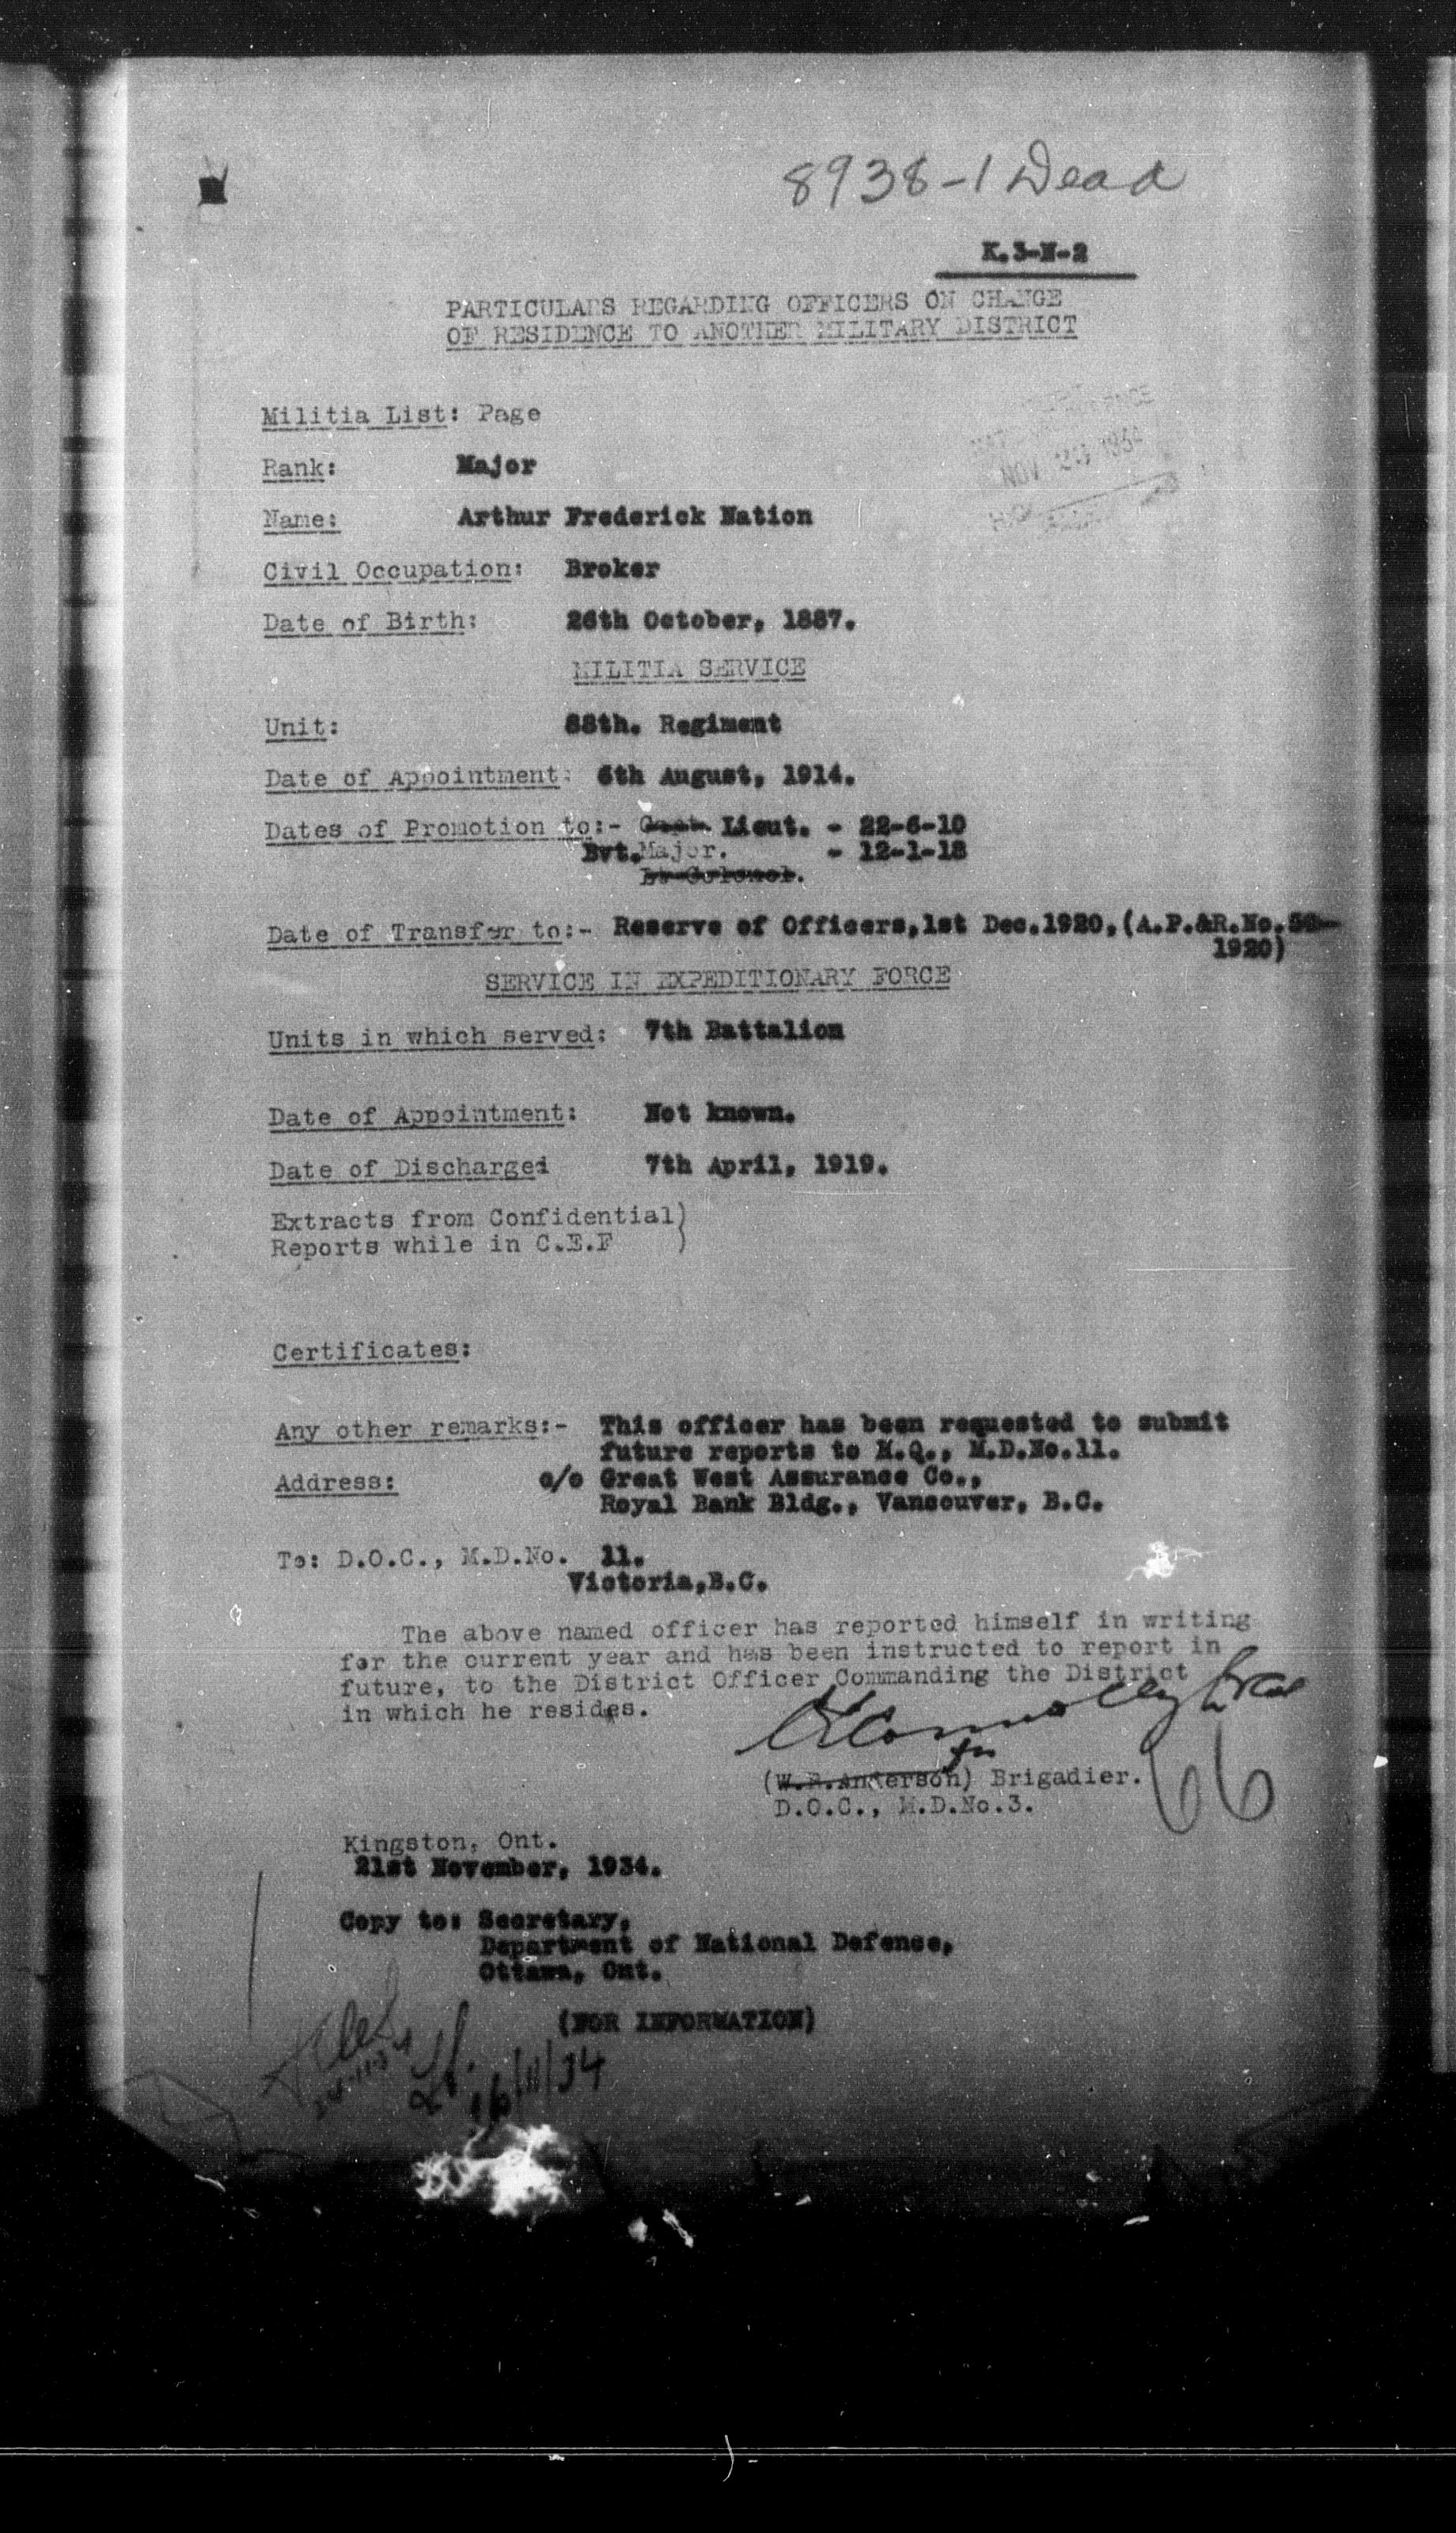 8938-1 Dead
K.3-N-2
PARTICULARS REGARDING OFFICERS ON CHANGE
OF RESIDENCE TO ANOTHER MILITARY DISTRICT
Militia List: Page
Rank: Major
Name: Arthur Frederick Nation
Civil Occupation: Broker
Date of Birth: 26th October, 1887.
MILITIA SERVICE
Unit: 88th. Regiment
Date of Appointment: 6th August, 1914.
Dates of Promotion to:- Capt. Lieut. - 22-6-10
Bvt.Major. - 12-1-18
Lt-Colonel.
Date of Transfer to:- Reserve of Officers,1st Dec.1920,(A.P.&R.No.
1920)
SERVICE IN EXPEDITIONARY FORCE
Units in which served: 7th Battalion
Date of Appointment: Not known.
Date of Discharged 7th April, 1919.
Extracts from Confidential)
Reports while in C.E.F )
Certificates:
Any other remarks:- This officer has been requested to submit
future reports to H.Q., M.D.No.11.
Address: c/o Great West Assurance Co.,
Royal Bank Bldg., Vancouver, B.C.
To: D.O.C., M.D.No. 11.
Victoria,B.C.
The above named officer has reported himself in writing
for the current year and has been instructed to report in
future, to the District Officer Commanding the District
in which he resides.
for
(W.B.Anderson) Brigadier.
D.O.C., M.D.No.3.
66
Kingston, Ont.
21st November, 1934.
Copy to: Secretary,
Department of National Defense,
Ottawa, Ont.
(FOR INFORMATION)